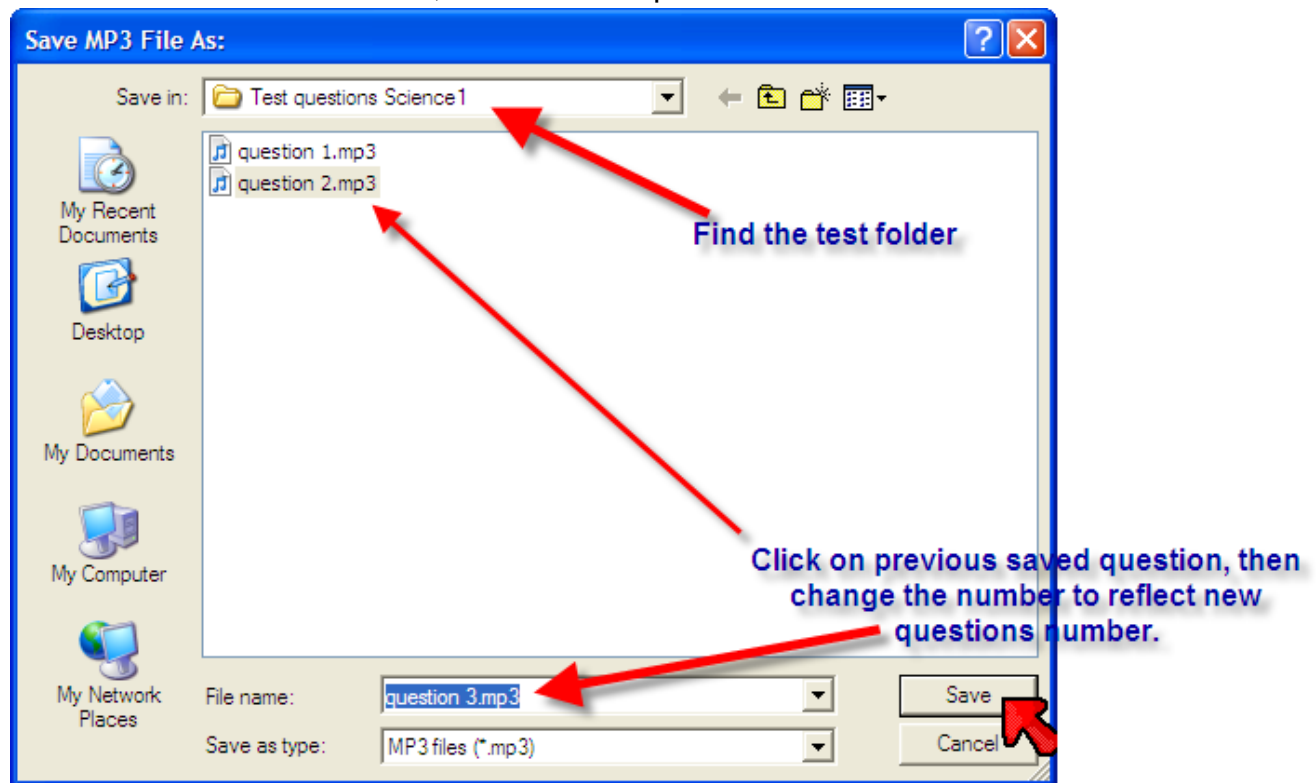 Save MP3 File As:
Save in:
Test questions Science1
question 1.mp3
question 2.mp3
My Recent
Documents
Find the test folder
Desktop
My Documents
My Computer
Click on previous saved question, then
change the number to reflect new
questions number.
My Network
Places
File name:
question 3.mp3
Save
Save as type:
MP3 files (*.mp3)
Cancel